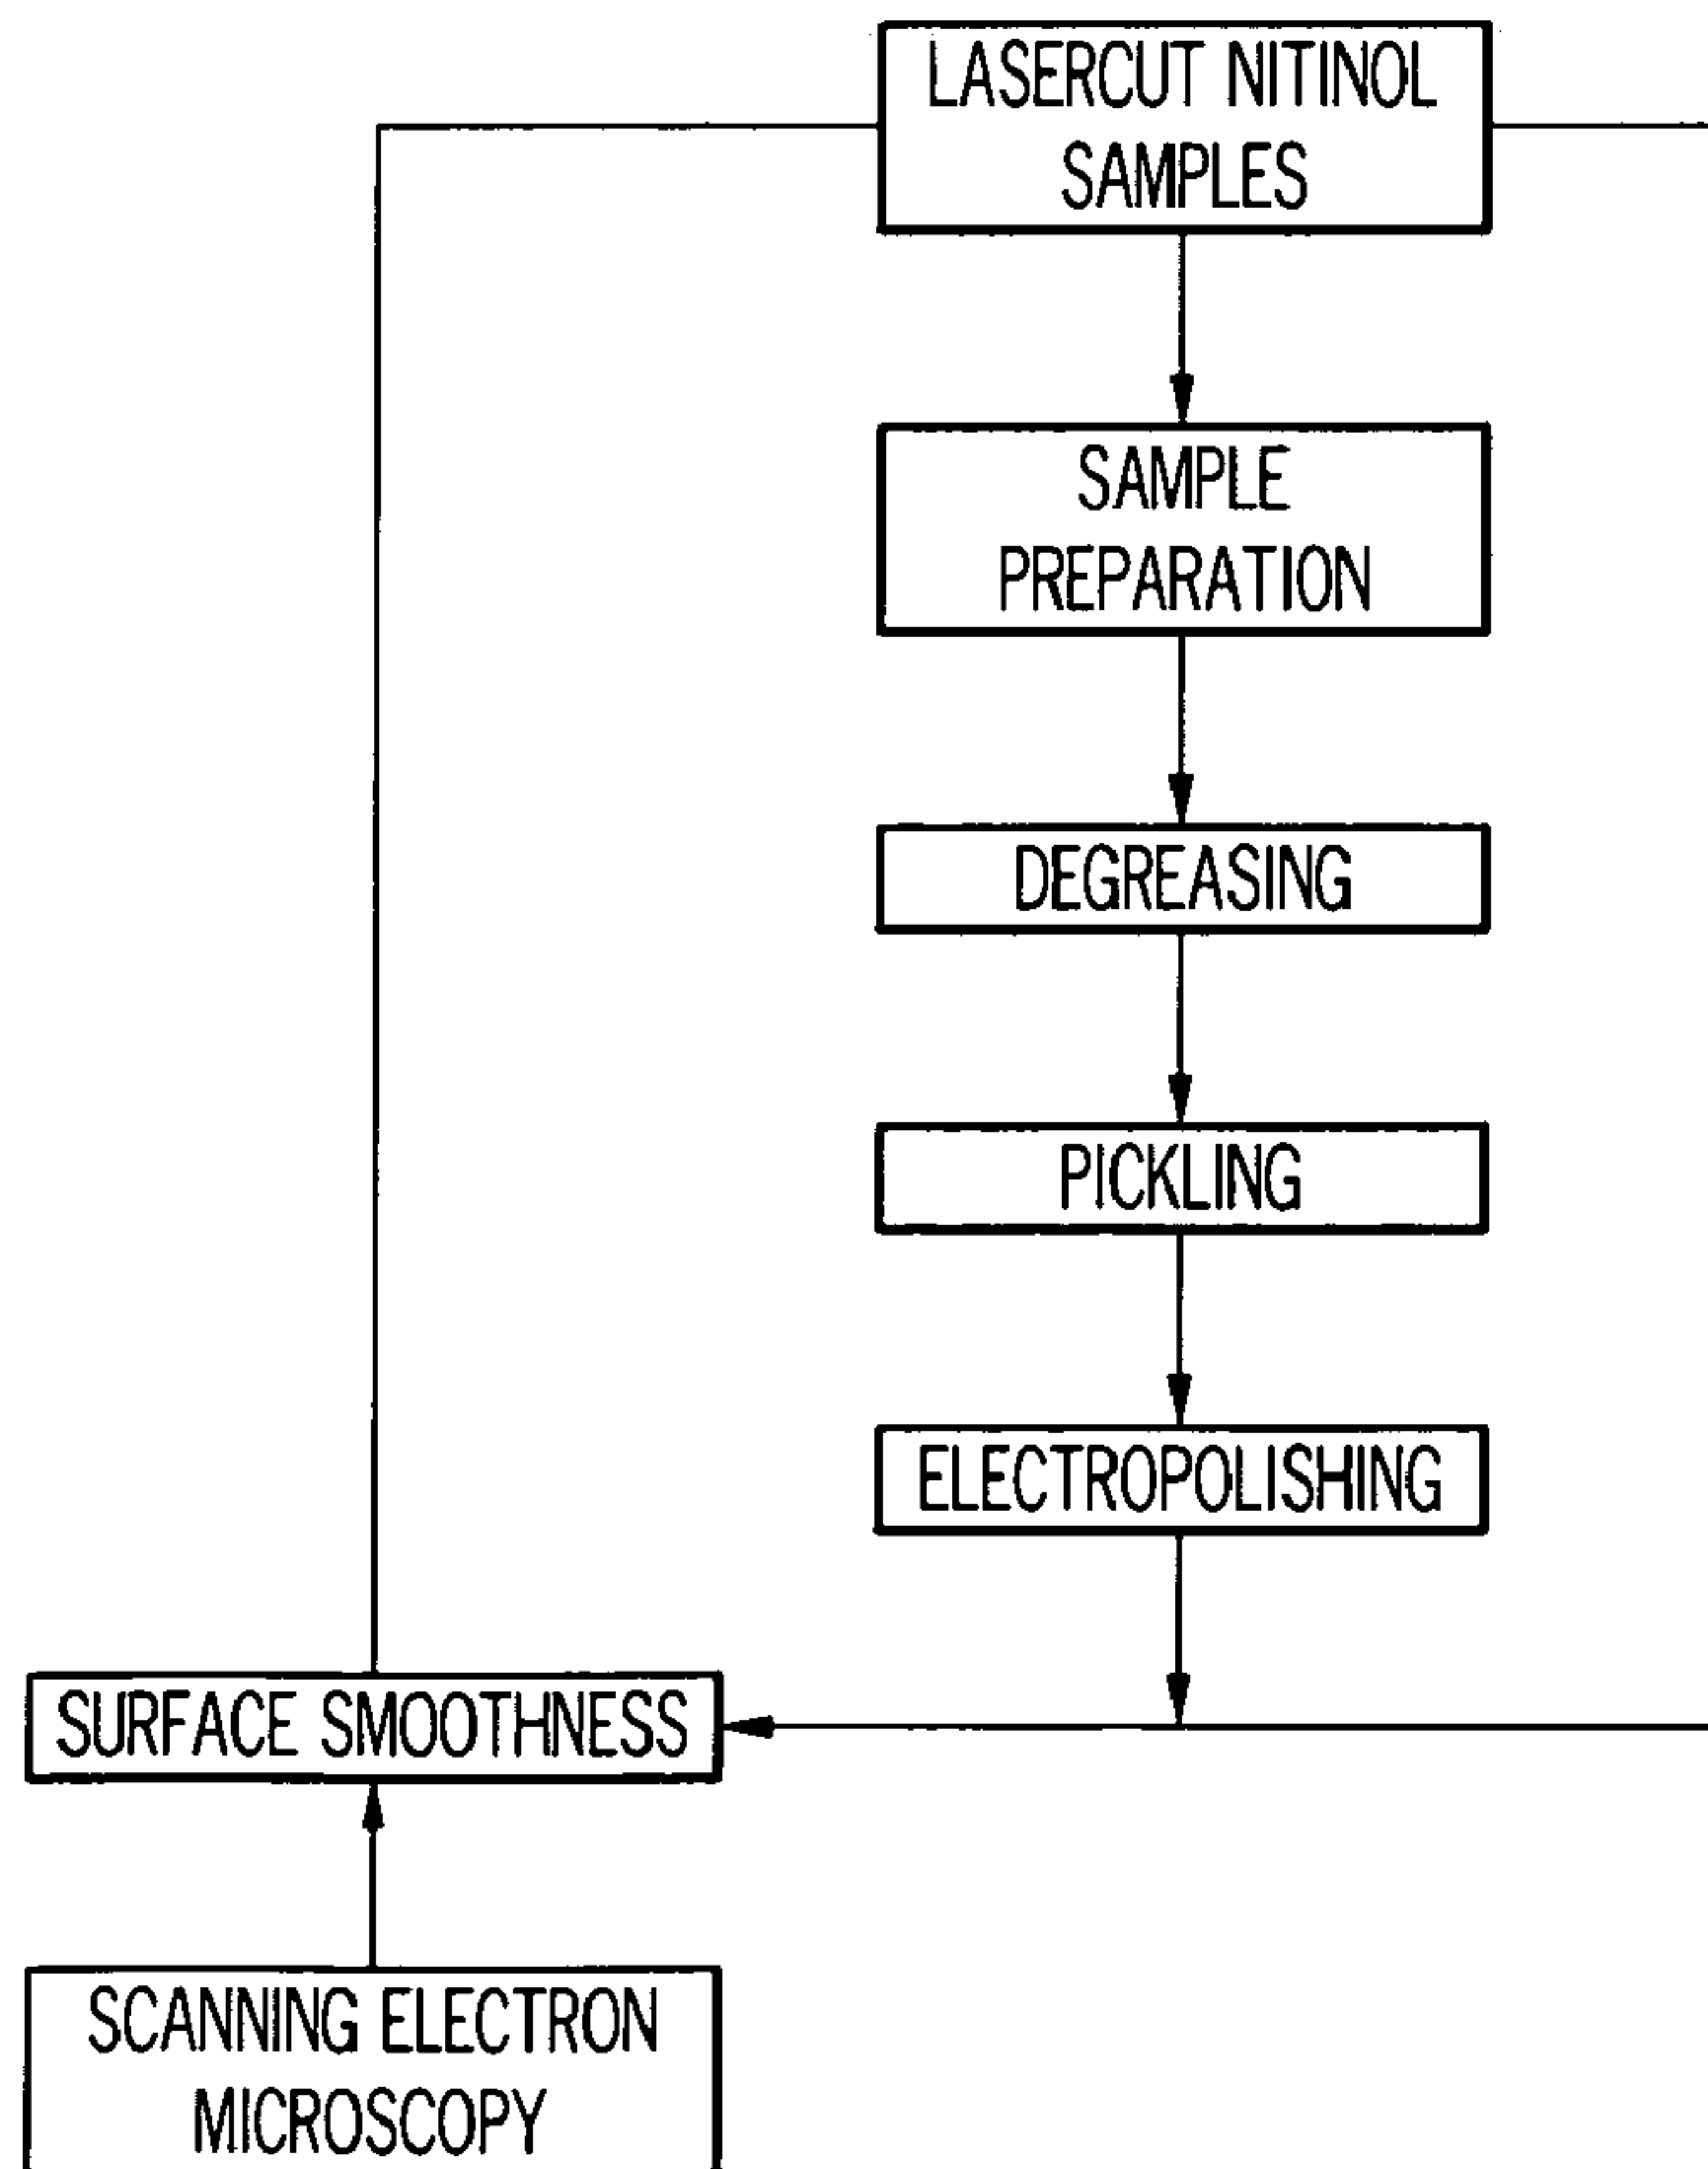 LASERCUT NITINOL
SAMPLES
SAMPLE
PREPARATION
DEGREASING
PICKLING
ELECTROPOLISHING
SURFACE SMOOTHNESS
SCANNING ELECTRON
MICROSCOPY